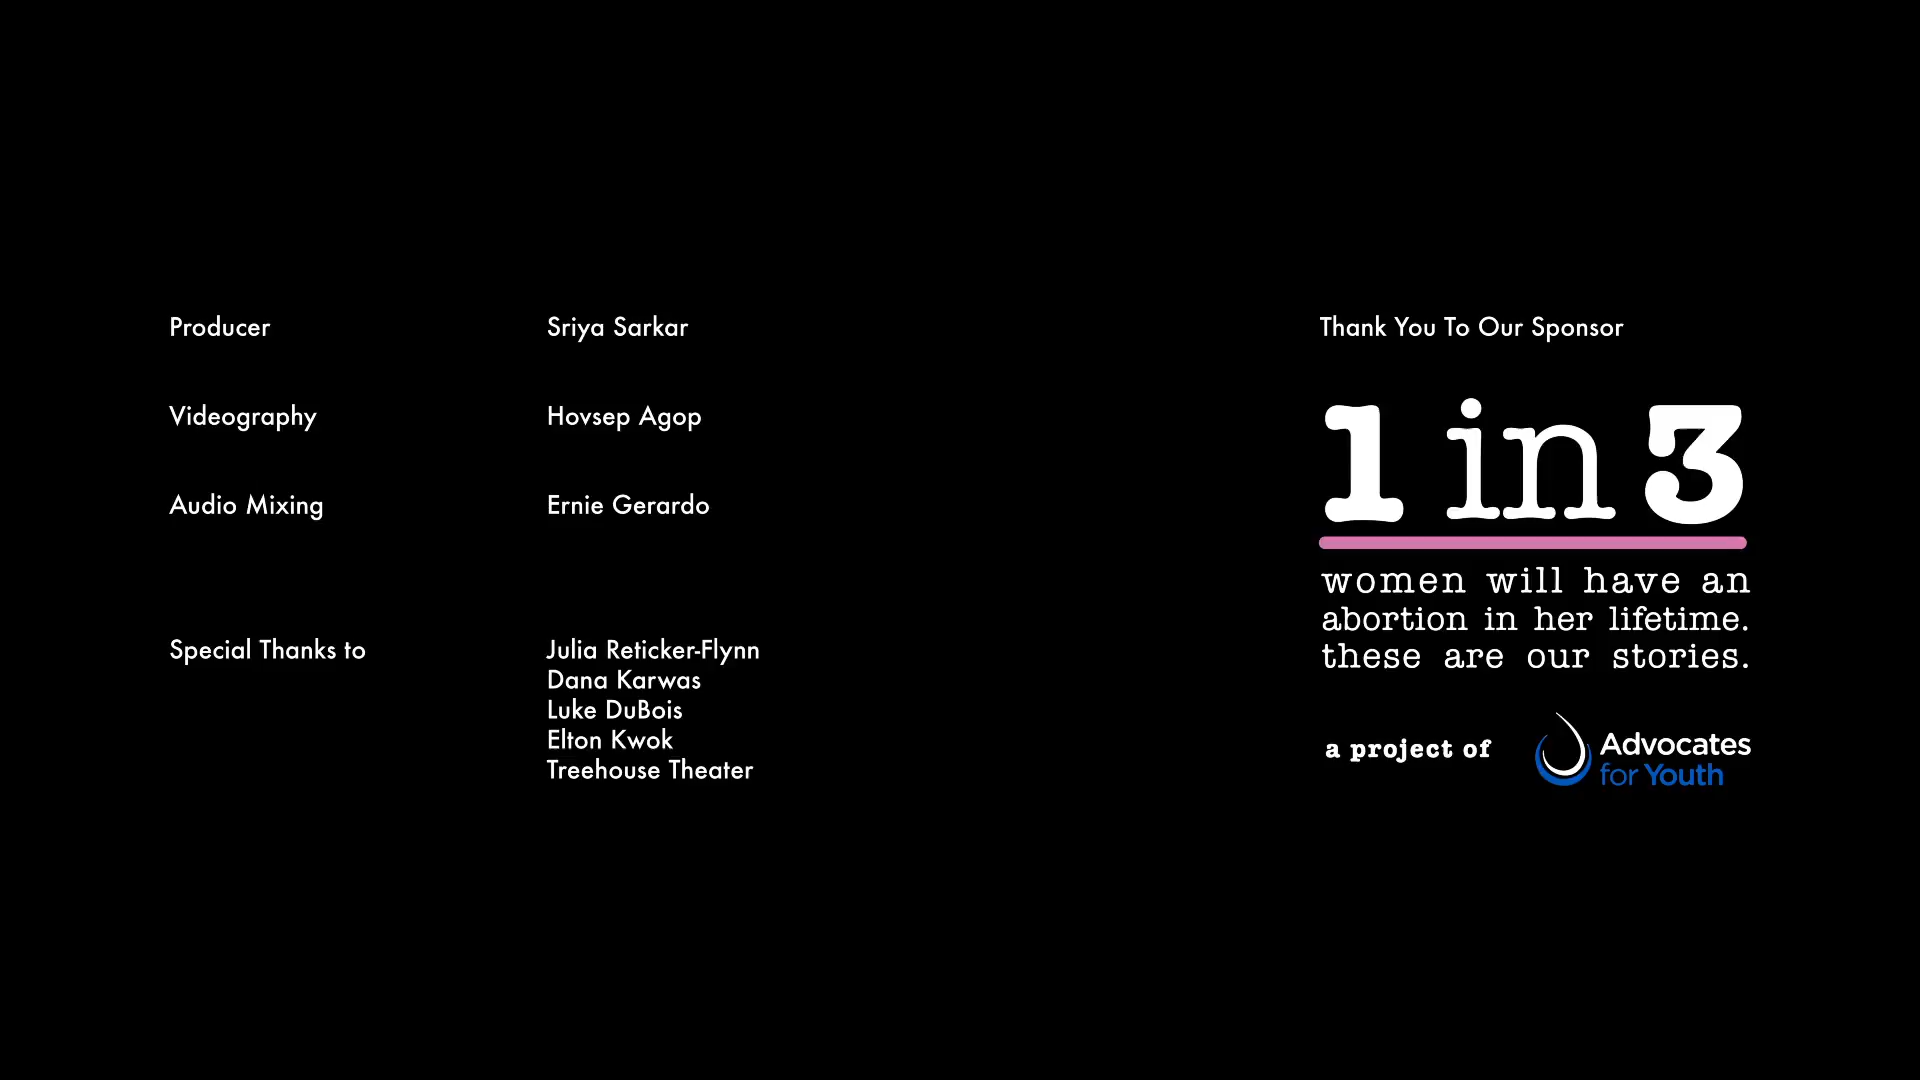 Producer Sriya Sarkar
Videography Hovsep Agop
Audio Mixing Ernie Gerardo
Special Thanks to Julia Reticker-Flynn
Dana Karwas
Luke DuBois
Elton Kwok
Treehouse Theater
Thank You To Our Sponsor
1 in 3
women will have an
abortion in her lifetime.
these are our stories.
a project of
Advocates
for Youth